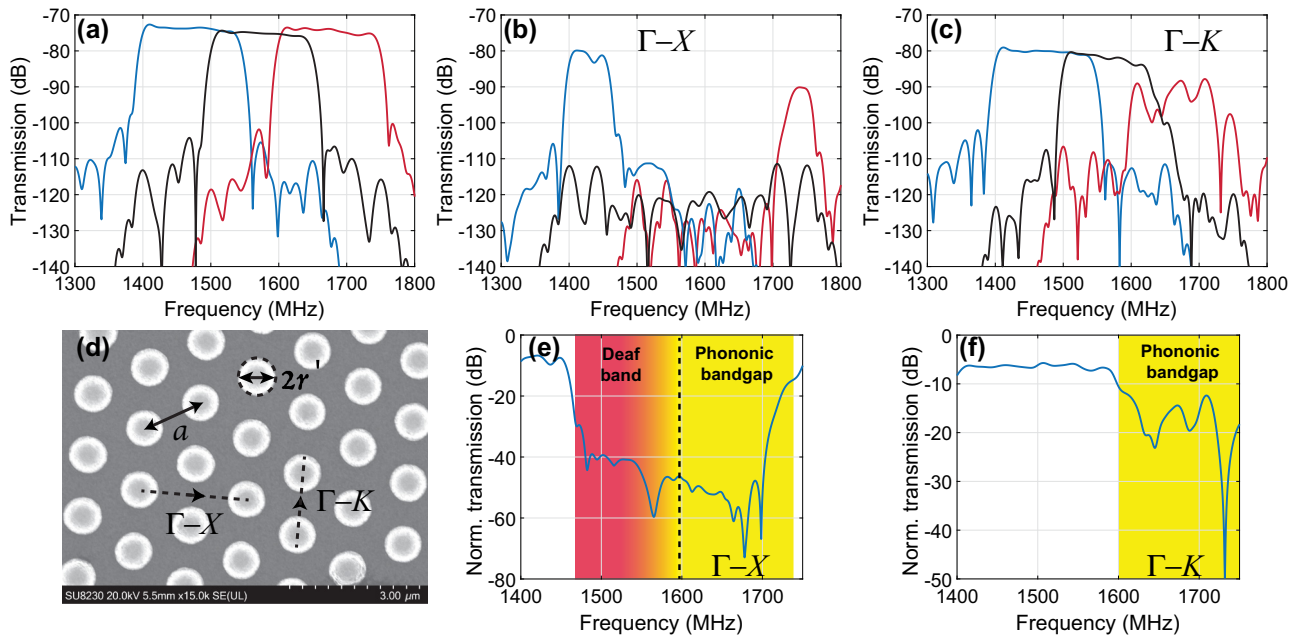 (a)
Transmission (dB)
-70
-80
-90
-100
-110
-120
-130
-140
1300 1400 1500 1600 1700 1800
Frequency (MHz)
(b)
Γ–X
Transmission (dB)
-70
-80
-90
-100
-110
-120
-130
-140
1300 1400 1500 1600 1700 1800
Frequency (MHz)
(c)
Γ–K
Transmission (dB)
-70
-80
-90
-100
-110
-120
-130
-140
1300 1400 1500 1600 1700 1800
Frequency (MHz)
(d)
2r'
a
Γ–X
Γ–K
SU8230 20.0kV 5.5mm x15.0k SE(UL) 3.00 μm
(e)
Deaf
band
Phononic
bandgap
Norm. transmission (dB)
0
-20
-40
-60
-80
Γ–X
1400 1500 1600 1700
Frequency (MHz)
(f)
Phononic
bandgap
Norm. transmission (dB)
0
-10
-20
-30
-40
-50
Γ–K
1400 1500 1600 1700
Frequency (MHz)